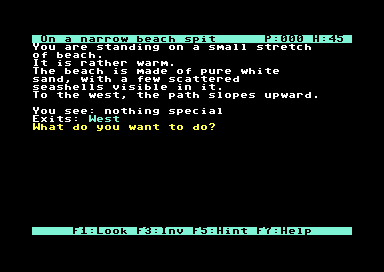 On a narrow beach spit P:000 H:45
You are standing on a small stretch
of beach.
It is rather warm.
The beach is made of pure white
sand, with a few scattered
seashells visible in it.
To the west, the path slopes upward.
You see: nothing special
Exits: West
What do you want to do?
F1:Look F3:Inv F5:Hint F7:Help